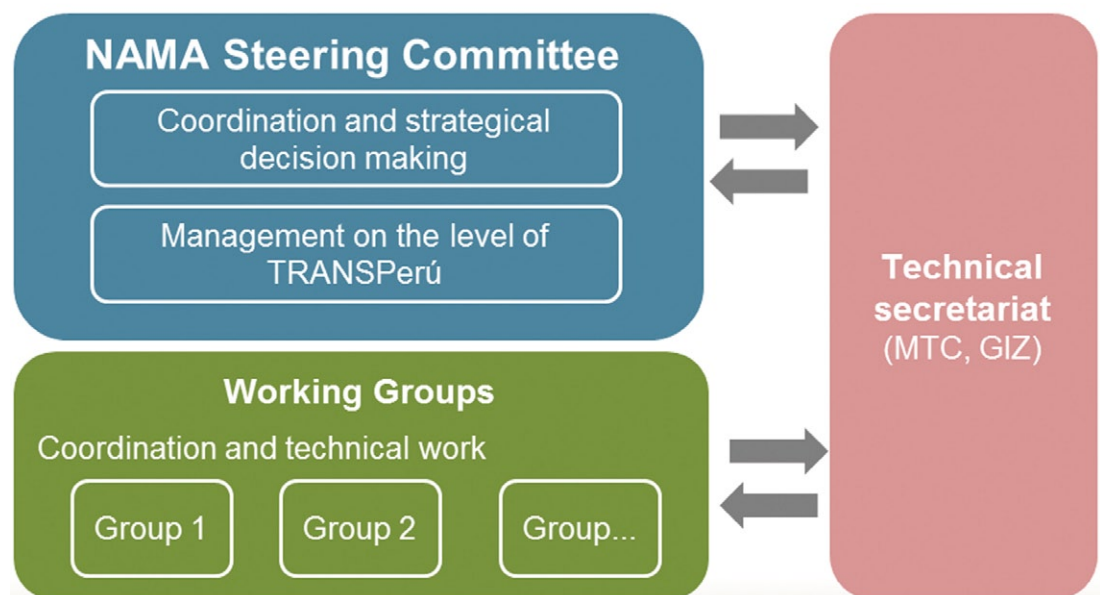 NAMA Steering Committee
Coordination and strategical
decision making
Management on the level of
TRANSPerú
Working Groups
Coordination and technical work
Group 1
Group 2
Group...
Technical
secretariat
(MTC, GIZ)